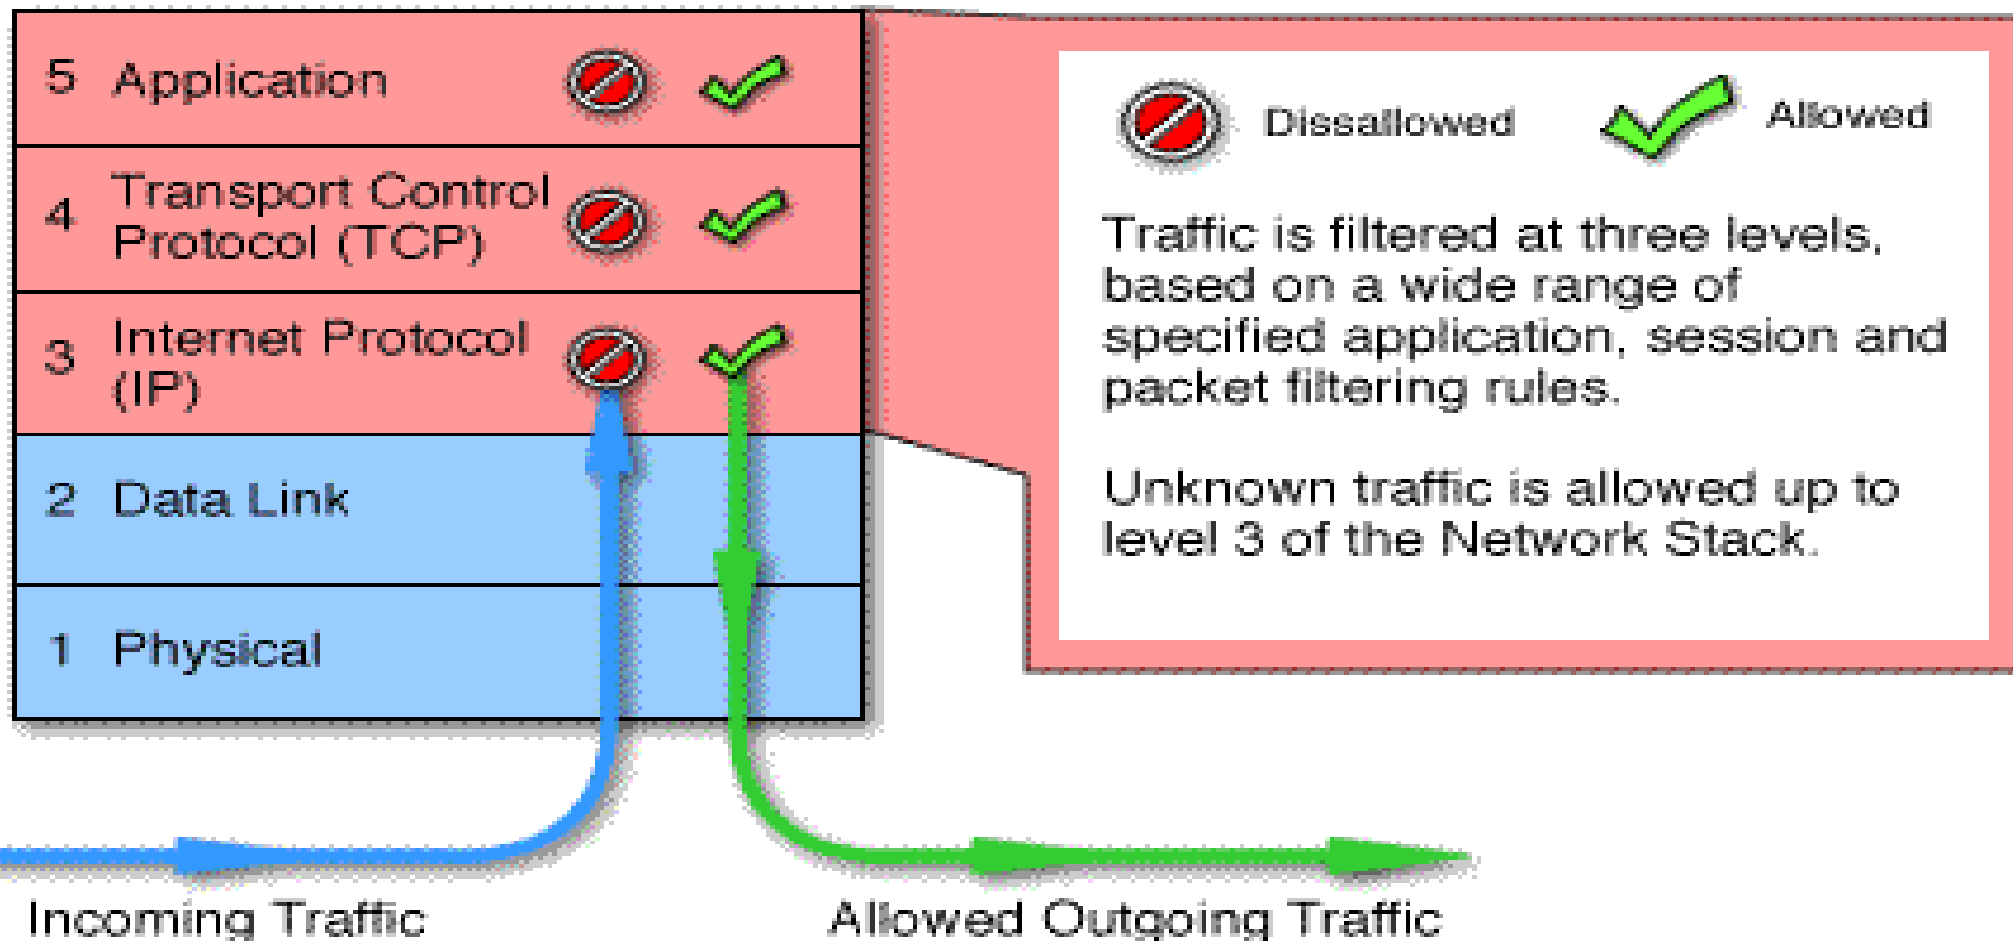 5 Application
4 Transport Control
Protocol (TCP)
3 Internet Protocol
(IP)
2 Data Link
1 Physical
Incoming Traffic
Allowed Outgoing Traffic
Dissallowed
Allowed
Traffic is filtered at three levels,
based on a wide range of
specified application, session and
packet filtering rules.
Unknown traffic is allowed up to
level 3 of the Network Stack.